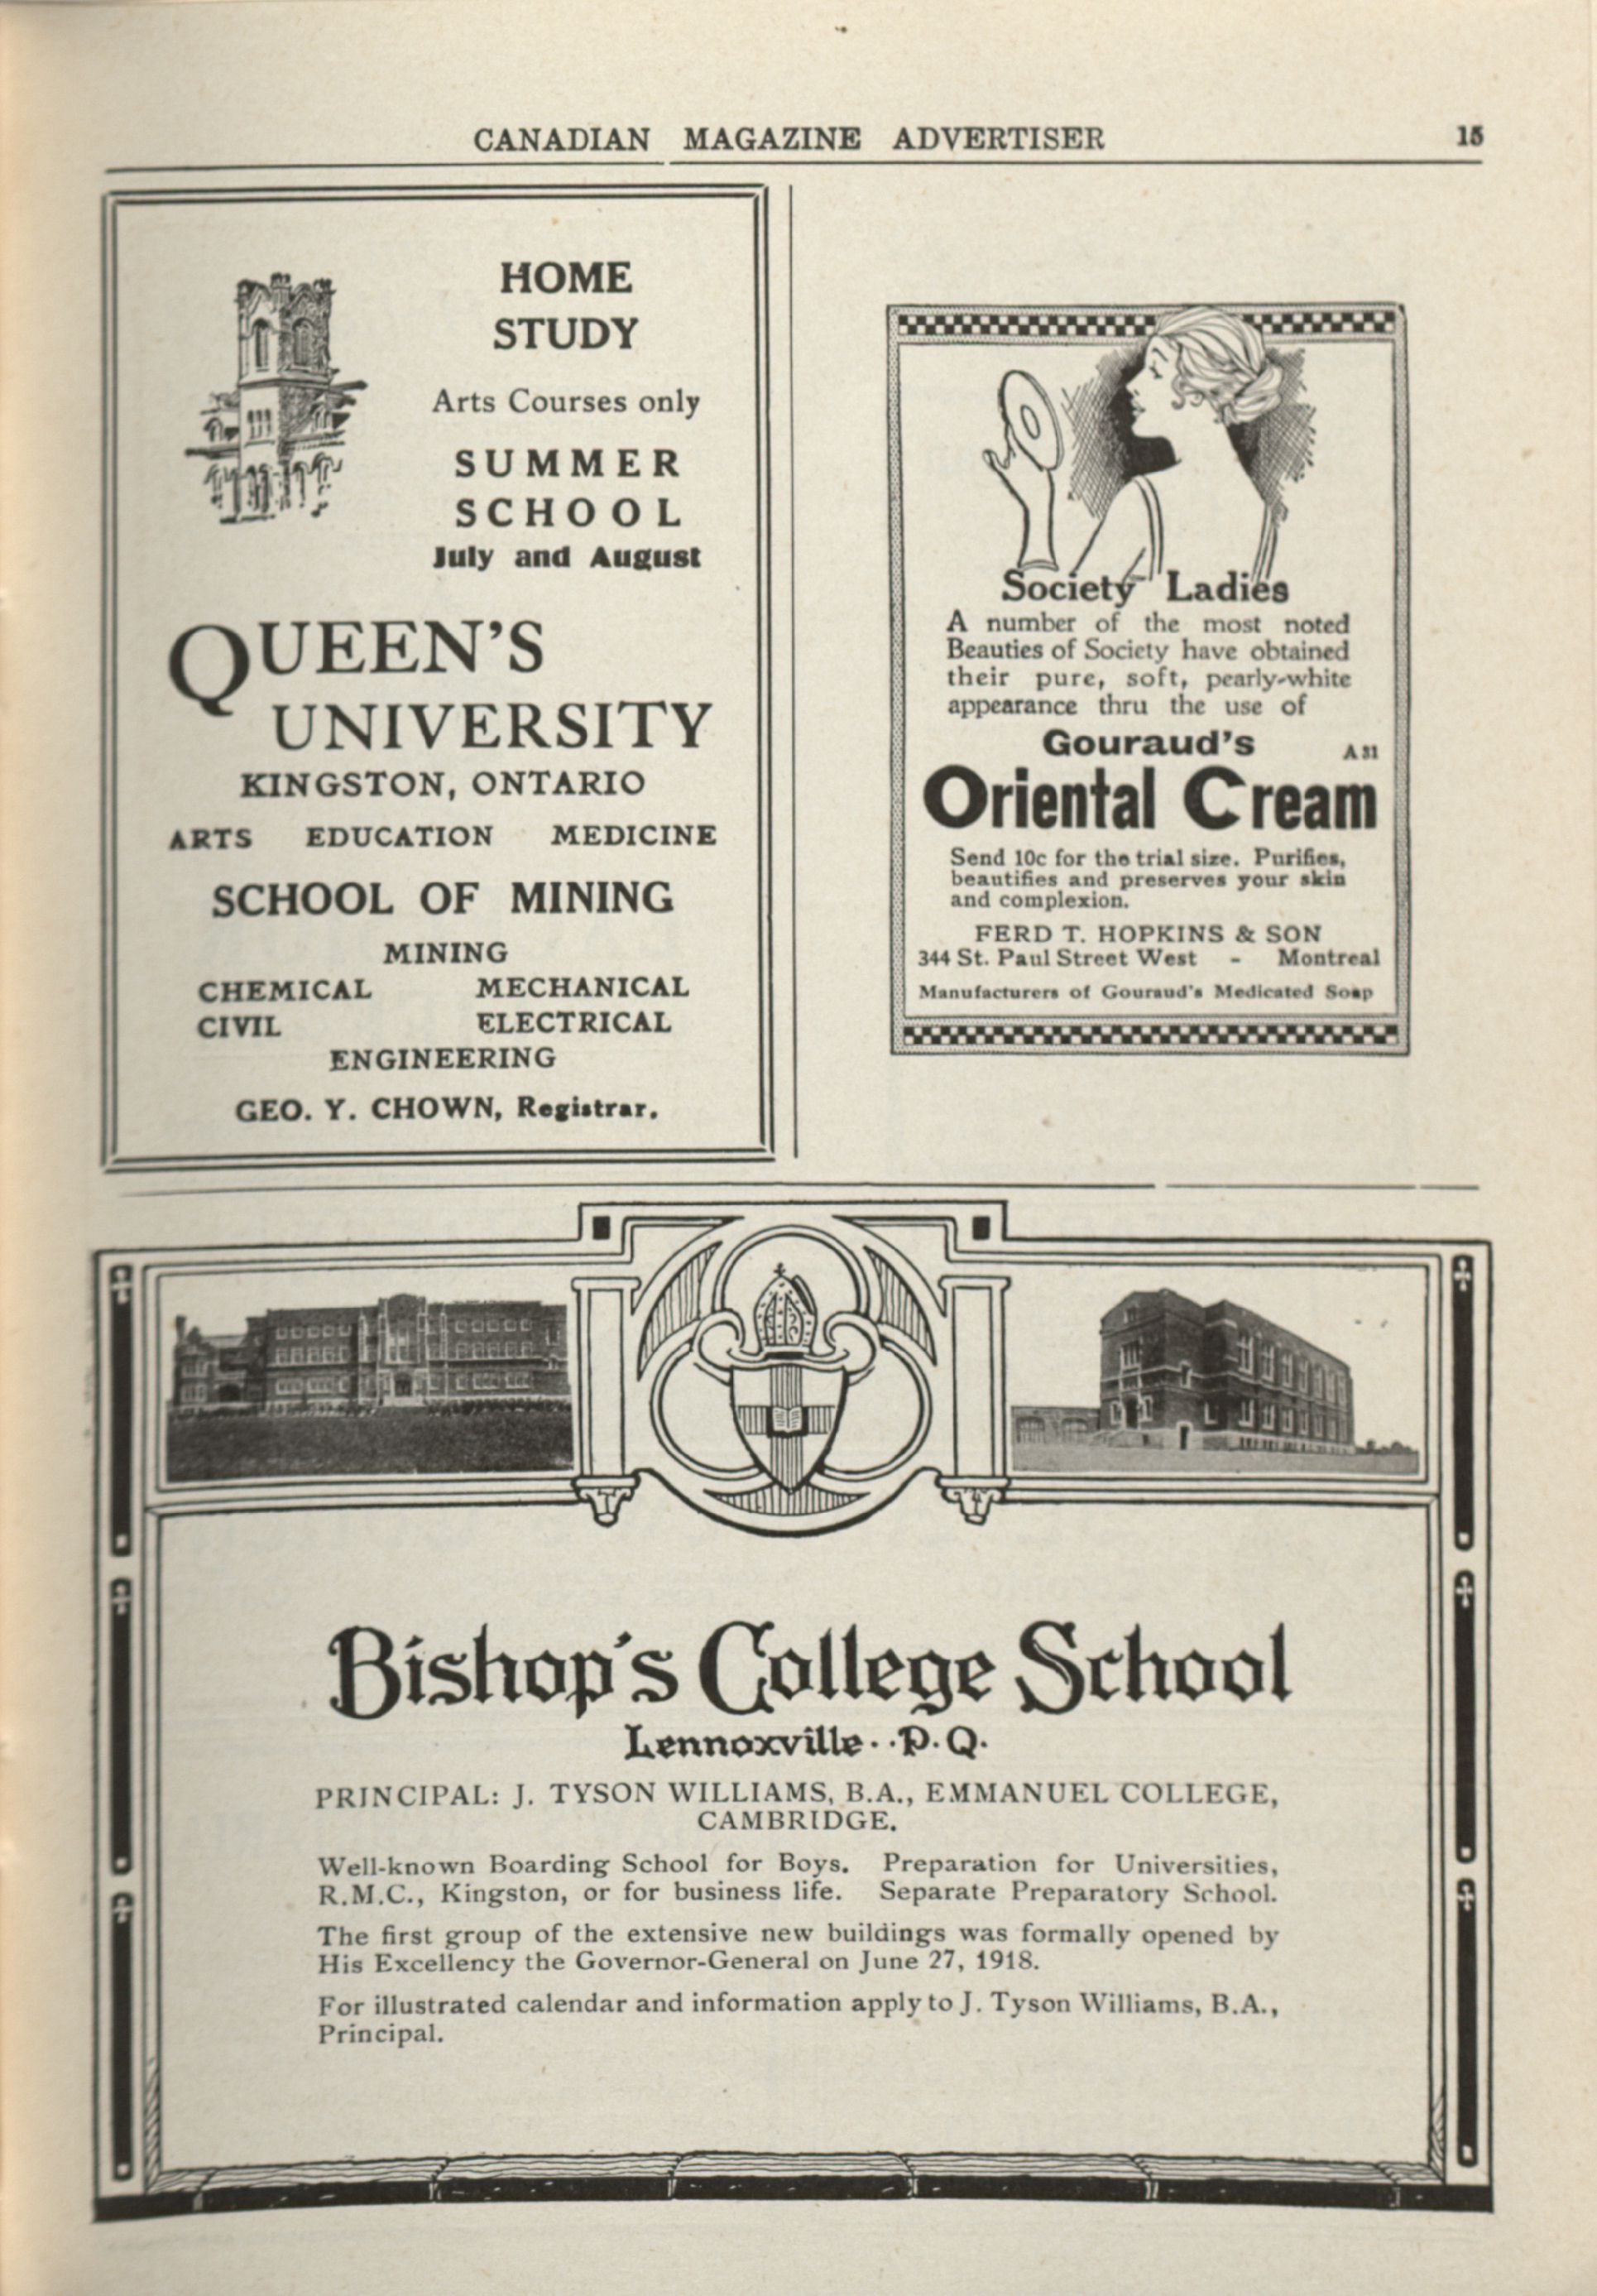 CANADIAN MAGAZINE ADVERTISER 15
HOME
STUDY
Arts Courses only
SUMMER
SCHOOL
July and August
QUEEN'S
UNIVERSITY
KINGSTON, ONTARIO
ARTS EDUCATION MEDICINE
SCHOOL OF MINING
MINING
CHEMICAL MECHANICAL
CIVIL ELECTRICAL
ENGINEERING
GEO. Y. CHOWN, Registrar.
Society Ladies
A number of the most noted
Beauties of Society have obtained
their pure, soft, pearly-white
appearance thru the use of
Gouraud's A 31
Oriental Cream
Send 10c for the trial size. Purifies,
beautifies and preserves your skin
and complexion.
FERD T. HOPKINS & SON
344 St. Paul Street West - Montreal
Manufacturers of Gouraud's Medicated Soap
Bishop's College School
Lennoxville · · P. Q.
PRINCIPAL: J. TYSON WILLIAMS, B.A., EMMANUEL COLLEGE,
CAMBRIDGE.
Well-known Boarding School for Boys. Preparation for Universities,
R.M.C., Kingston, or for business life. Separate Preparatory School.
The first group of the extensive new buildings was formally opened by
His Excellency the Governor-General on June 27, 1918.
For illustrated calendar and information apply to J. Tyson Williams, B.A.,
Principal.